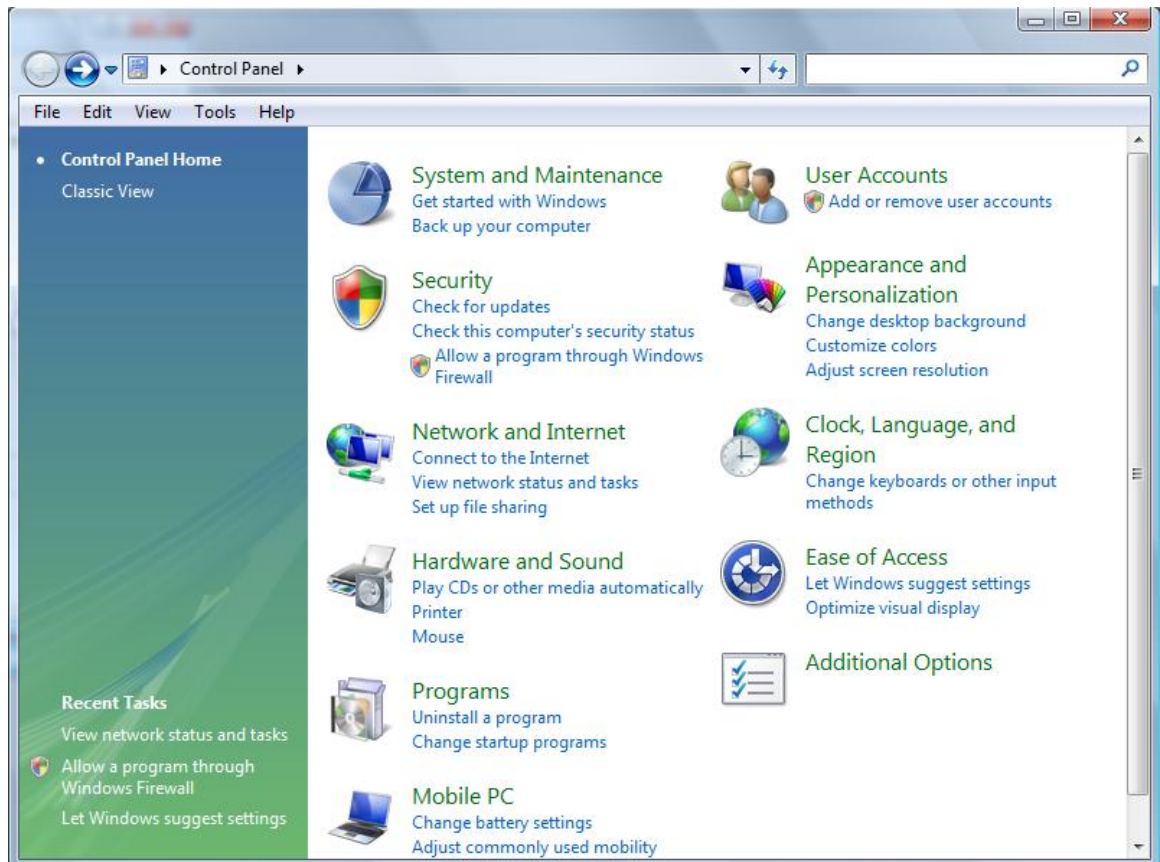 Control Panel
File Edit View Tools Help
Control Panel Home
Classic View
Recent Tasks
View network status and tasks
Allow a program through
Windows Firewall
Let Windows suggest settings
System and Maintenance
Get started with Windows
Back up your computer
Security
Check for updates
Check this computer's security status
Allow a program through Windows
Firewall
Network and Internet
Connect to the Internet
View network status and tasks
Set up file sharing
Hardware and Sound
Play CDs or other media automatically
Printer
Mouse
Programs
Uninstall a program
Change startup programs
Mobile PC
Change battery settings
Adjust commonly used mobility
User Accounts
Add or remove user accounts
Appearance and
Personalization
Change desktop background
Customize colors
Adjust screen resolution
Clock, Language, and
Region
Change keyboards or other input
methods
Ease of Access
Let Windows suggest settings
Optimize visual display
Additional Options